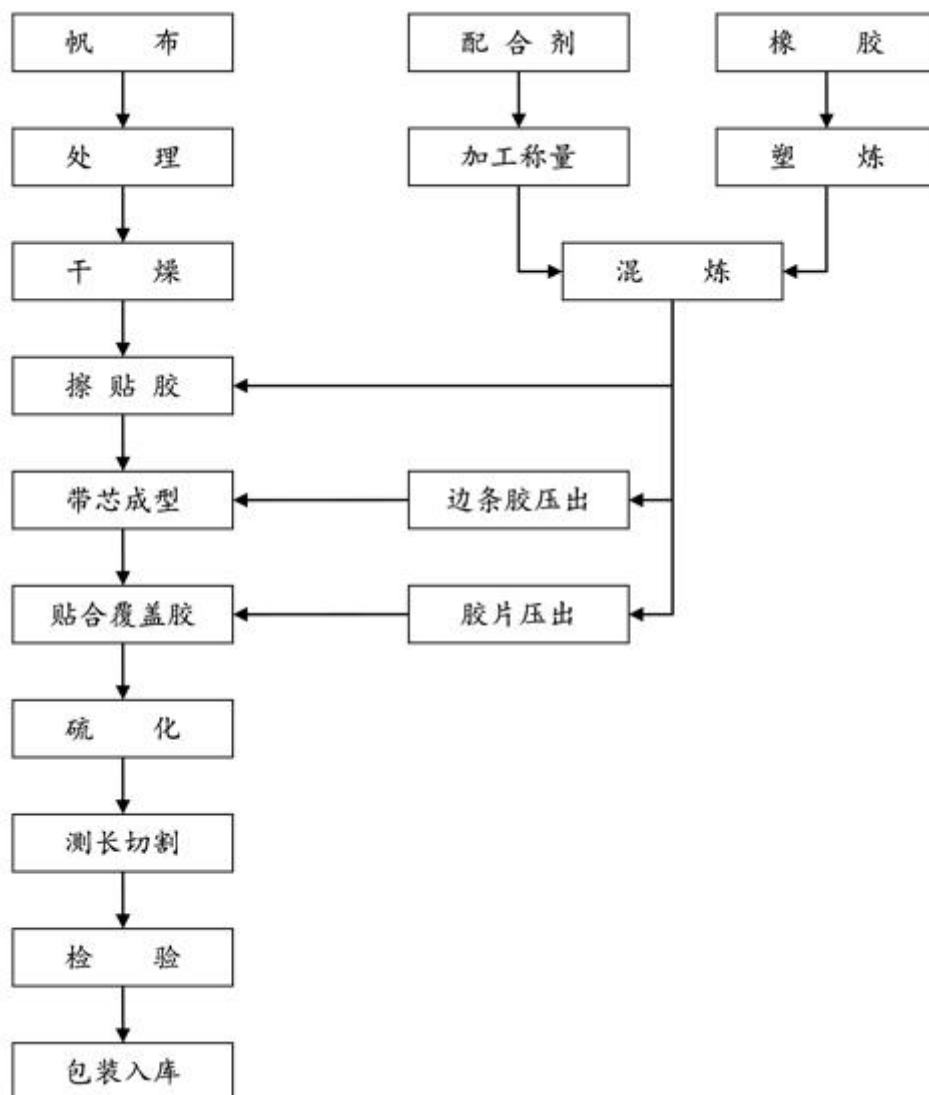 帆 布
配 合 剂
橡 胶
处 理
加工称量
塑 炼
干 燥
混 炼
擦 贴 胶
带芯成型
边条胶压出
贴合覆盖胶
胶片压出
硫 化
测长切割
检 验
包装入库